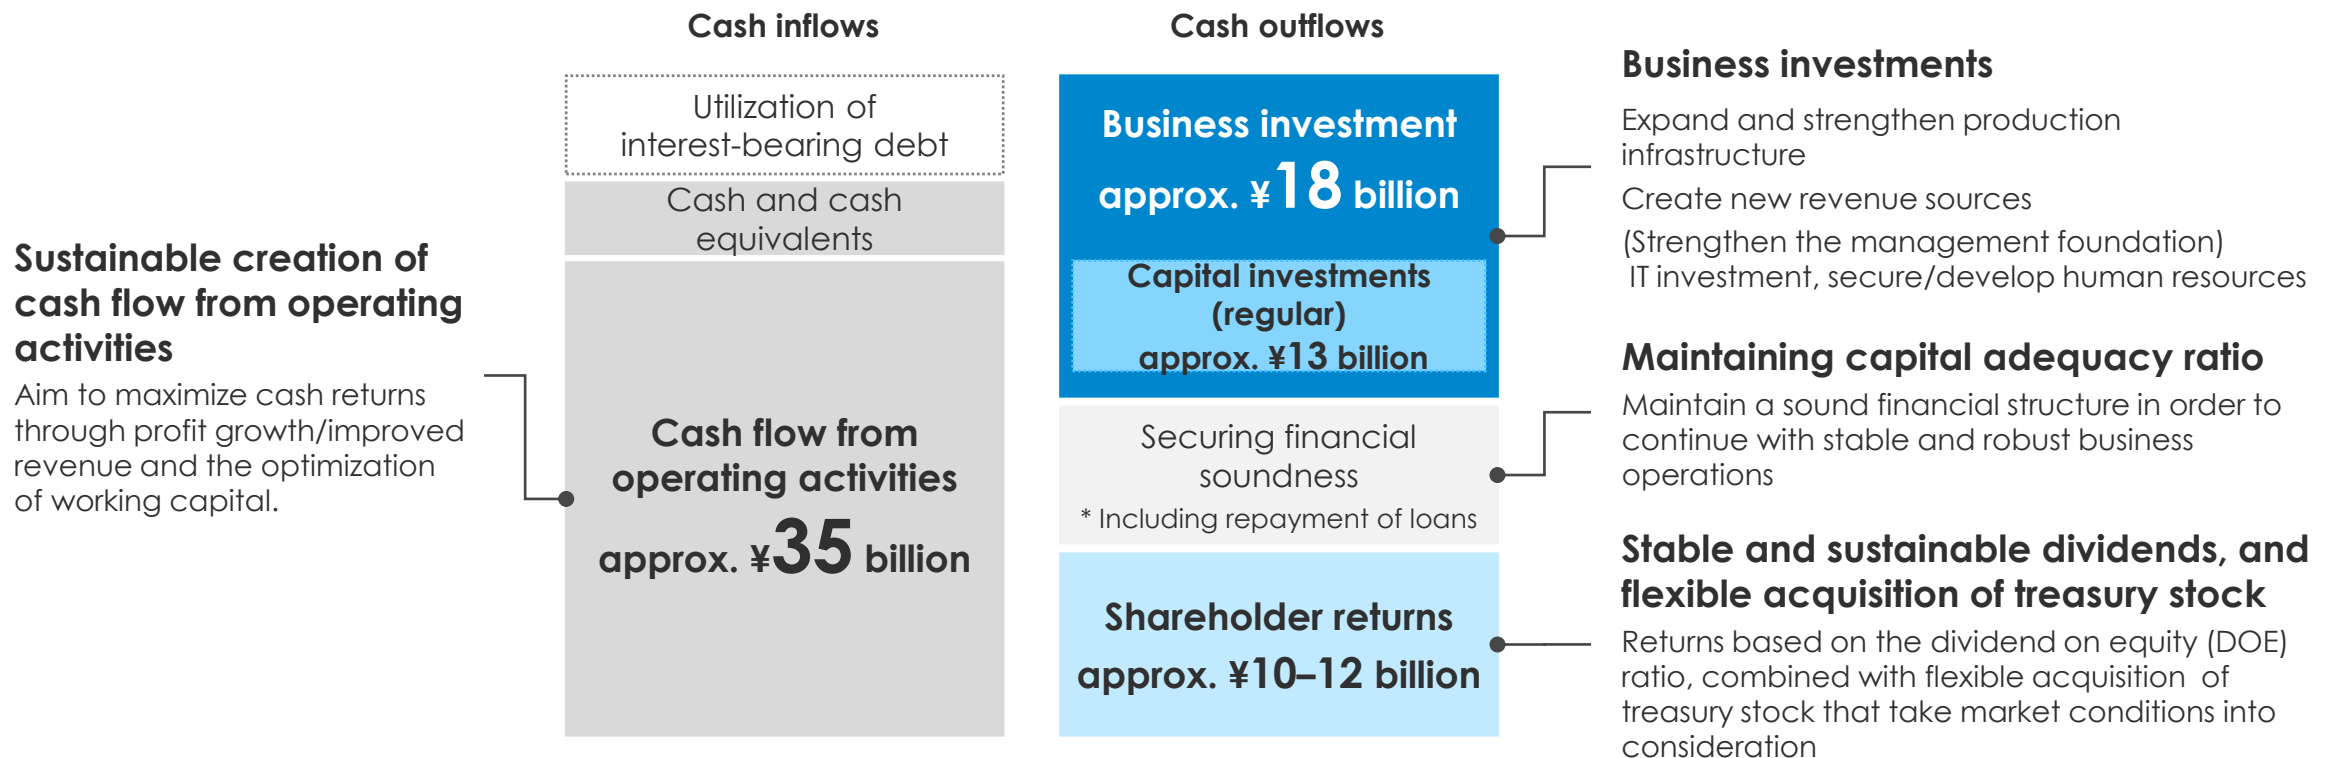 Cash inflows
Cash outflows
Sustainable creation of
cash flow from operating
activities
Aim to maximize cash returns
through profit growth/improved
revenue and the optimization
of working capital.
Utilization of
interest-bearing debt
Cash and cash
equivalents
Cash flow from
operating activities
approx. ¥35 billion
Business investment
approx. ¥18 billion
Capital investments
(regular)
approx. ¥13 billion
Securing financial
soundness
* Including repayment of loans
Shareholder returns
approx. ¥10–12 billion
Business investments
Expand and strengthen production
infrastructure
Create new revenue sources
(Strengthen the management foundation)
IT investment, secure/develop human resources
Maintaining capital adequacy ratio
Maintain a sound financial structure in order to
continue with stable and robust business
operations
Stable and sustainable dividends, and
flexible acquisition of treasury stock
Returns based on the dividend on equity (DOE)
ratio, combined with flexible acquisition of
treasury stock that take market conditions into
consideration